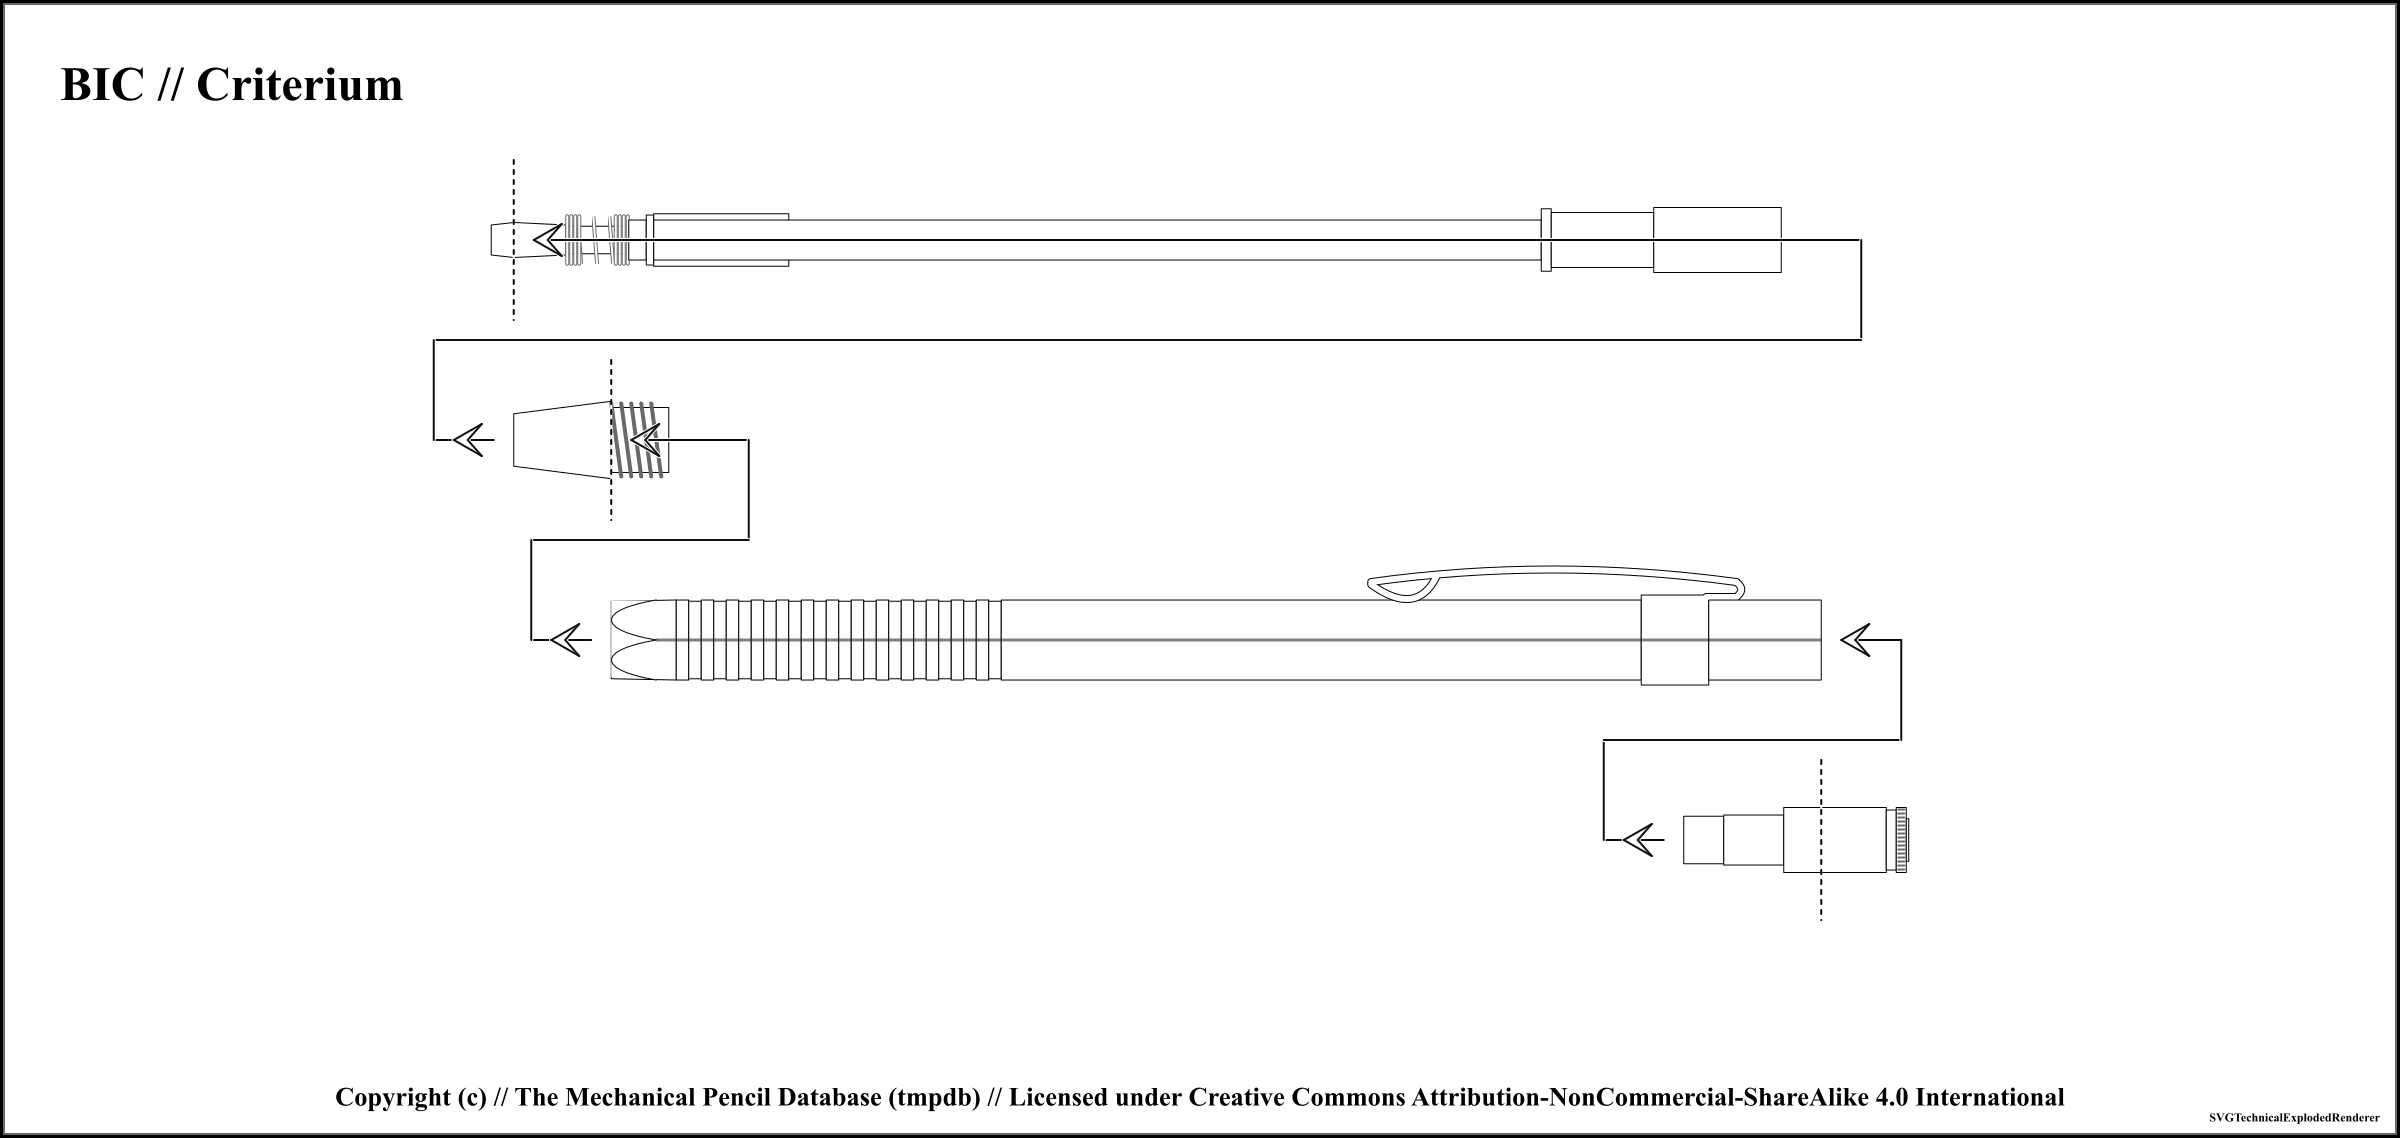 BIC // Criterium
Copyright (c) // The Mechanical Pencil Database (tmpdb) // Licensed under Creative Commons Attribution-NonCommercial-ShareAlike 4.0 International
SVGTechnicalExplodedRenderer